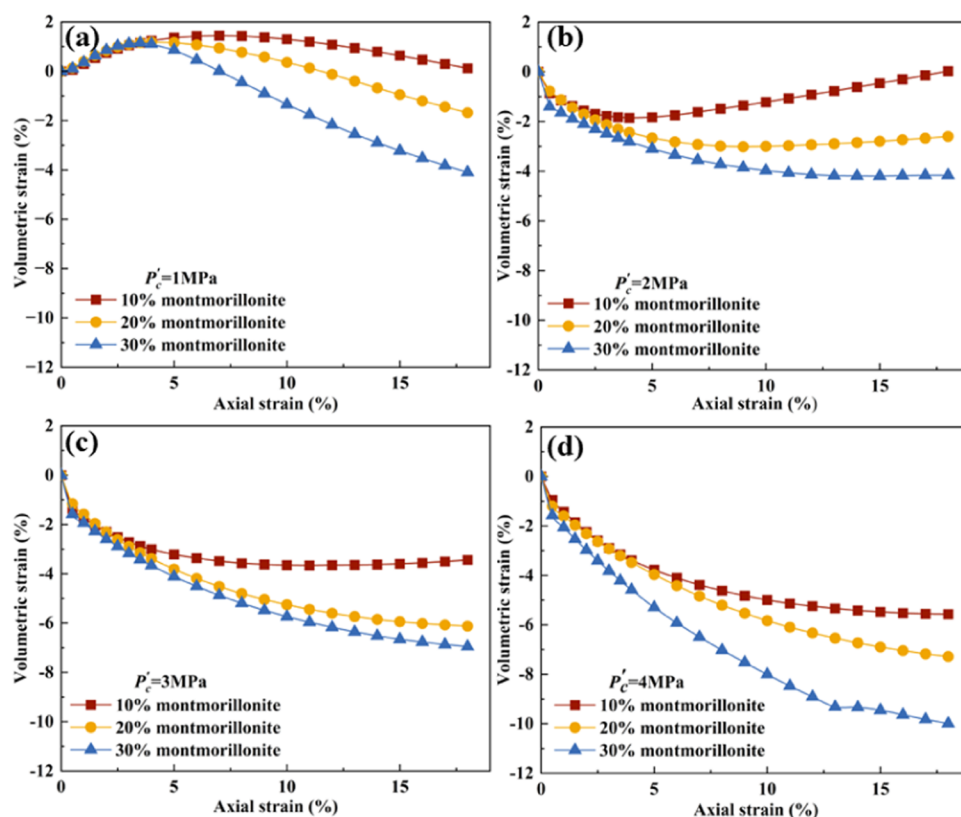 (a)
Volumetric strain (%)
2
0
−2
−4
−6
−8
−10
−12
P'c=1MPa
10% montmorillonite
20% montmorillonite
30% montmorillonite
0 5 10 15
Axial strain (%)
(b)
Volumetric strain (%)
2
0
-2
-4
-6
-8
-10
-12
P'c=2MPa
10% montmorillonite
20% montmorillonite
30% montmorillonite
0 5 10 15
Axial strain (%)
(c)
Volumetric strain (%)
2
0
-2
-4
-6
-8
-10
-12
P'c=3MPa
10% montmorillonite
20% montmorillonite
30% montmorillonite
0 5 10 15
Axial strain (%)
(d)
Volumetric strain (%)
2
0
-2
-4
-6
-8
-10
-12
P'c=4MPa
10% montmorillonite
20% montmorillonite
30% montmorillonite
0 5 10 15
Axial strain (%)